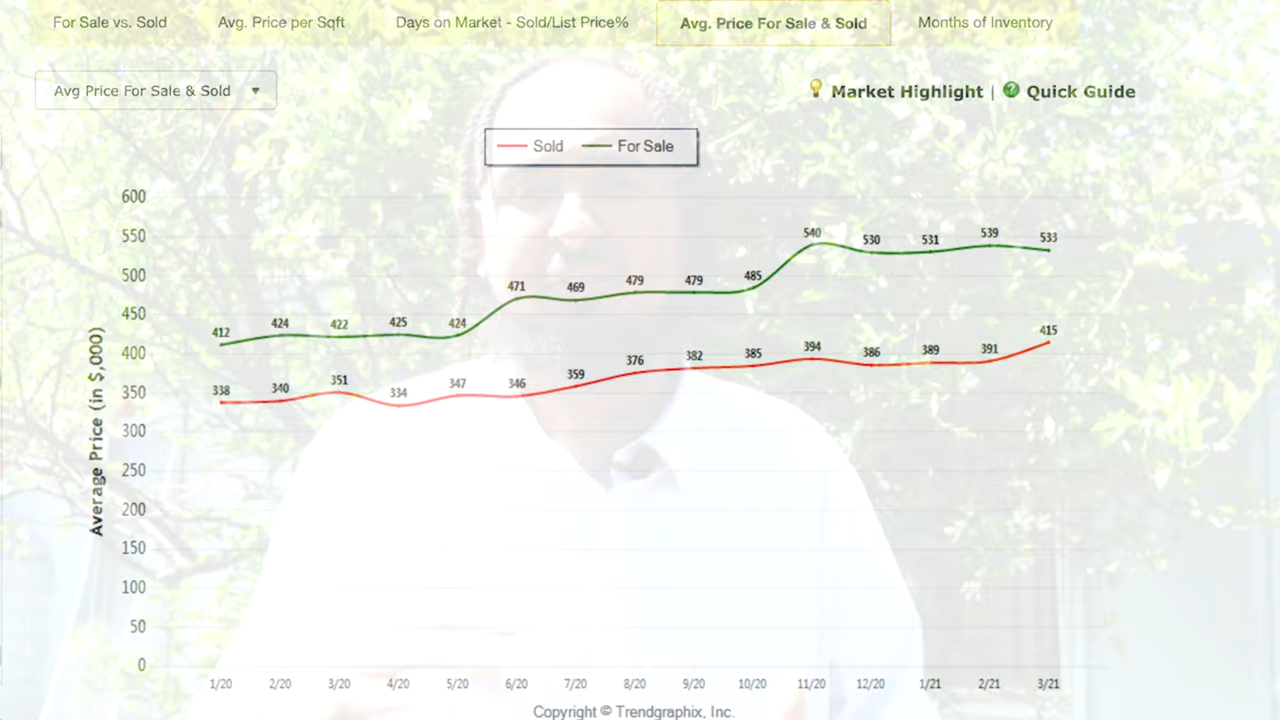 For Sale vs. Sold Avg. Price per Sqft Days on Market - Sold/List Price% Avg. Price For Sale & Sold Months of Inventory
Avg Price For Sale & Sold Market Highlight | Quick Guide
Sold For Sale
Average Price (in $,000)
600
550
500
450
400
350
300
250
200
150
100
50
0
412 424 422 425 424 471 469 479 479 485 540 530 531 539 533
338 340 351 334 347 346 359 376 382 385 394 386 389 391 415
1/20 2/20 3/20 4/20 5/20 6/20 7/20 8/20 9/20 10/20 11/20 12/20 1/21 2/21 3/21
Copyright © Trendgraphix, Inc.